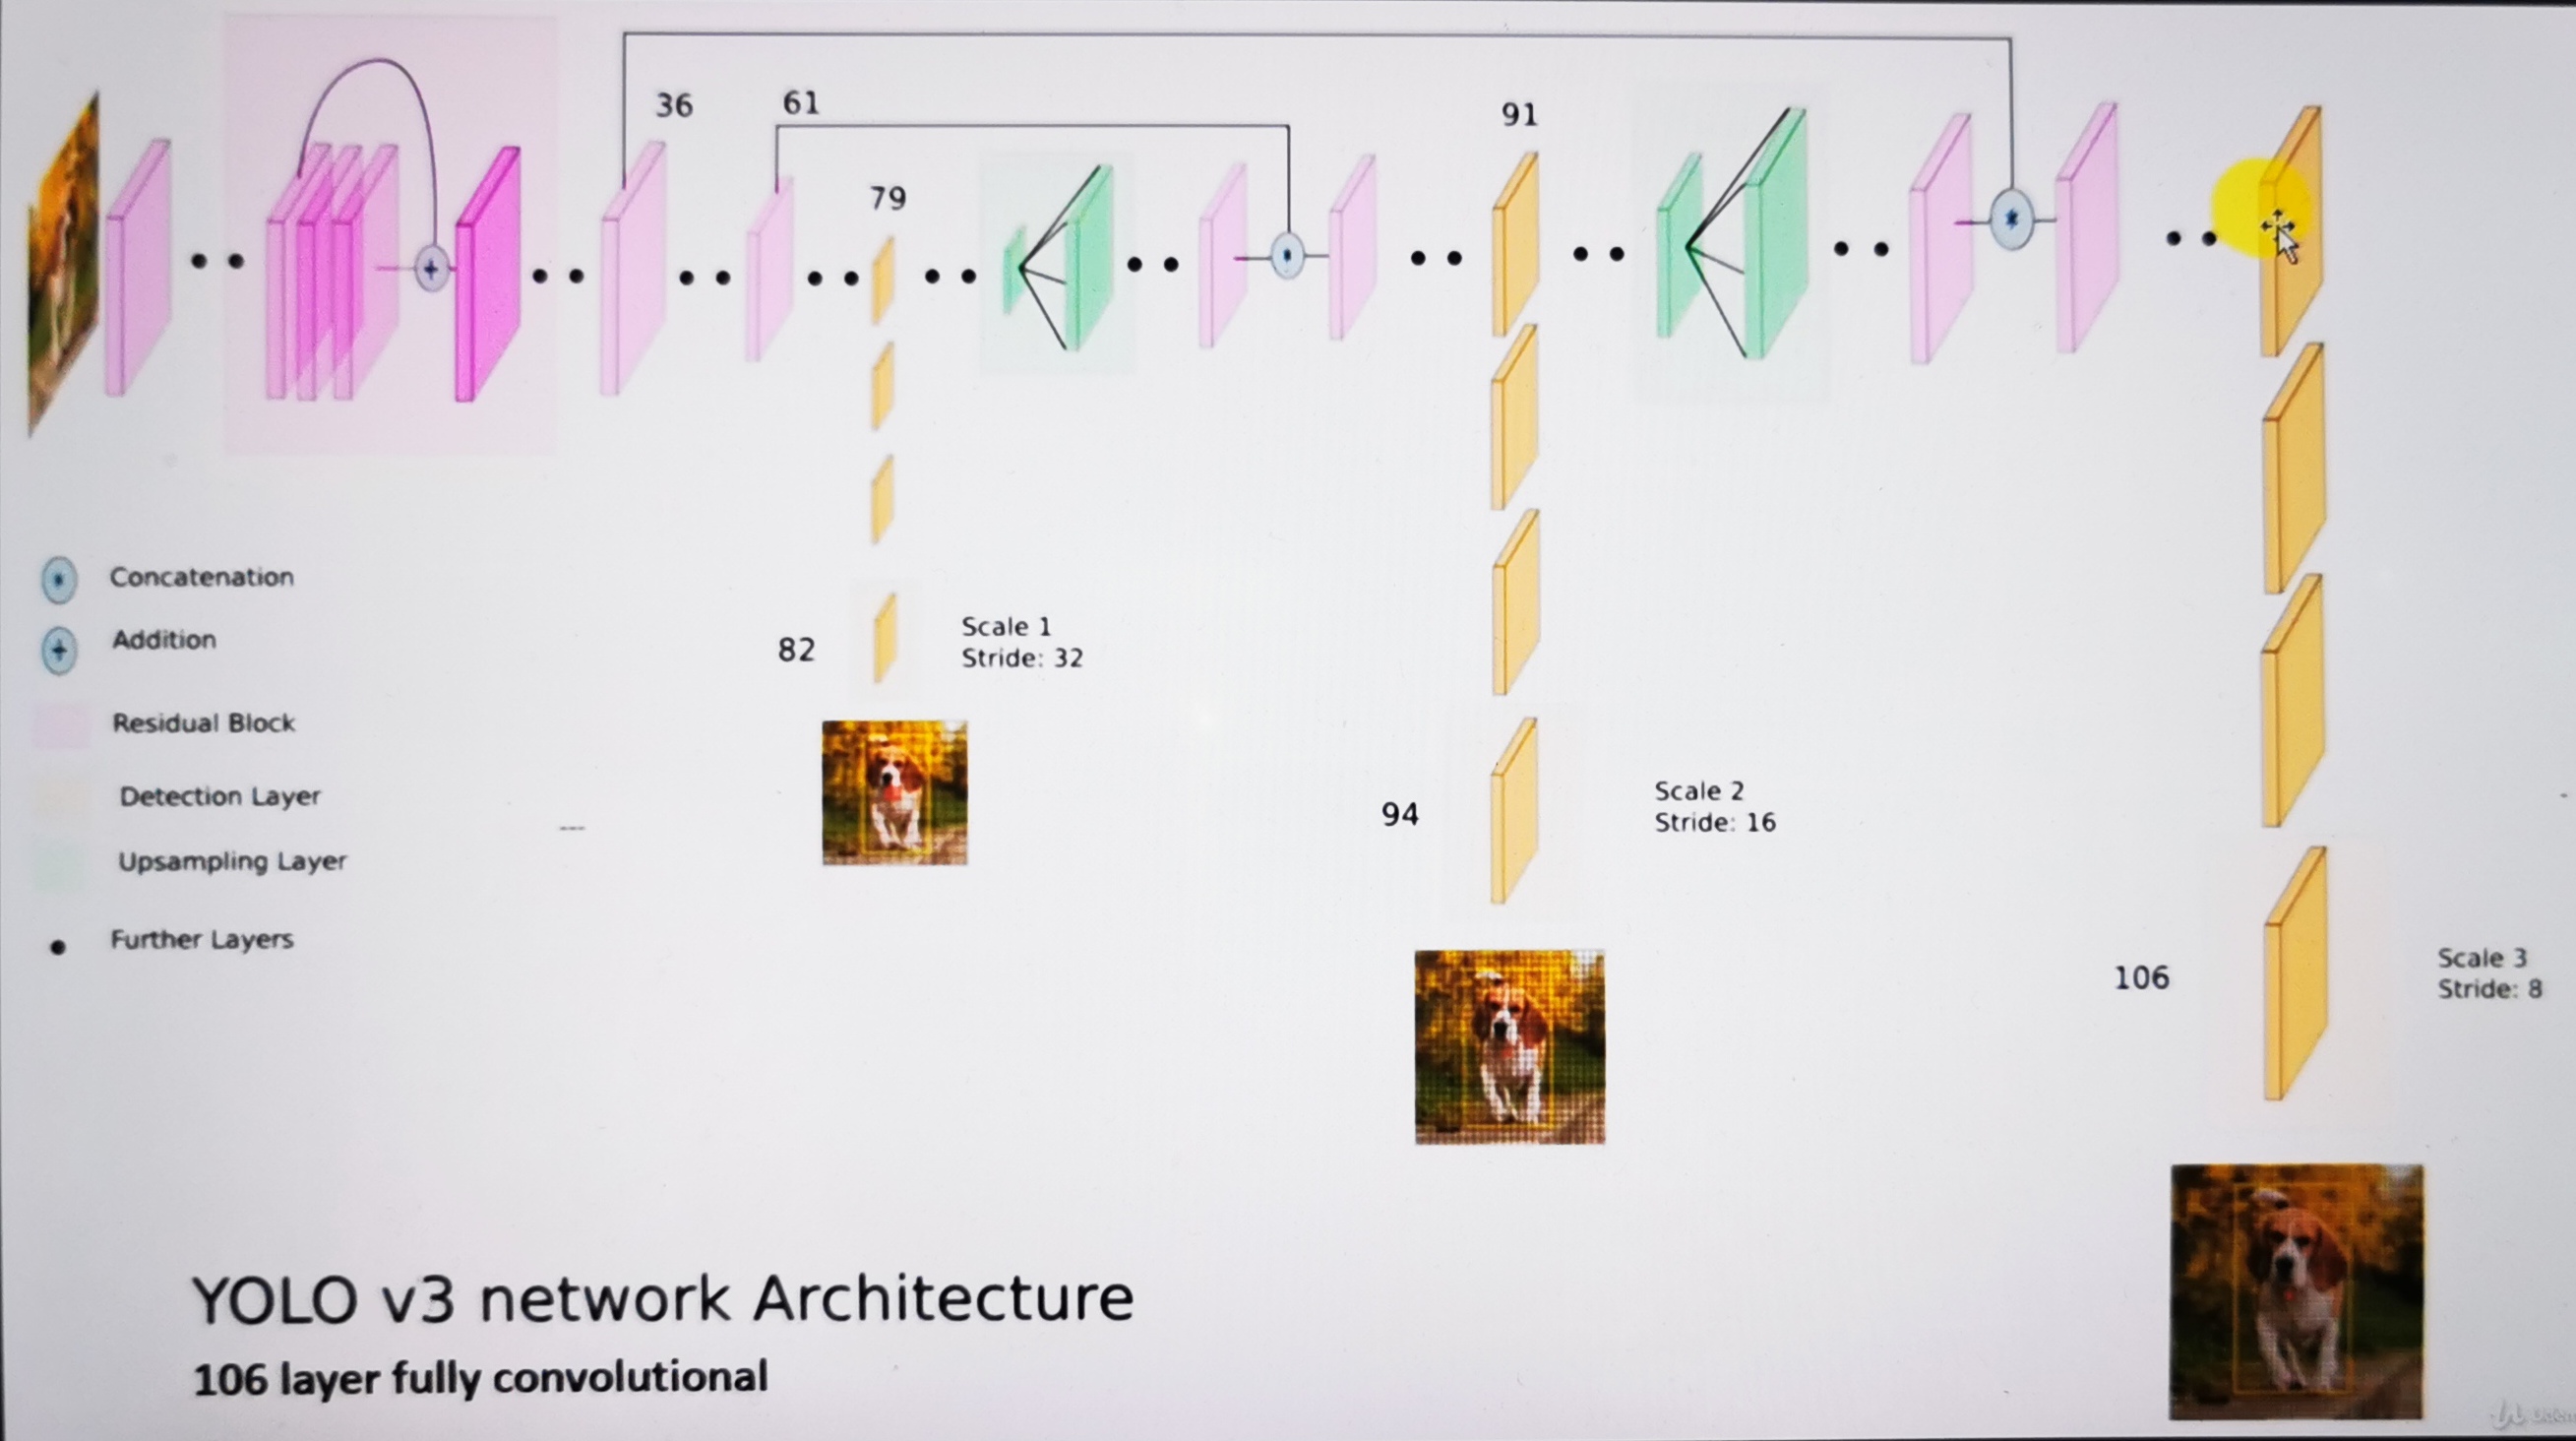 36
61
91
79
Concatenation
Addition
Residual Block
Detection Layer
Upsampling Layer
Further Layers
82
Scale 1
Stride: 32
94
Scale 2
Stride: 16
106
Scale 3
Stride: 8
YOLO v3 network Architecture
106 layer fully convolutional